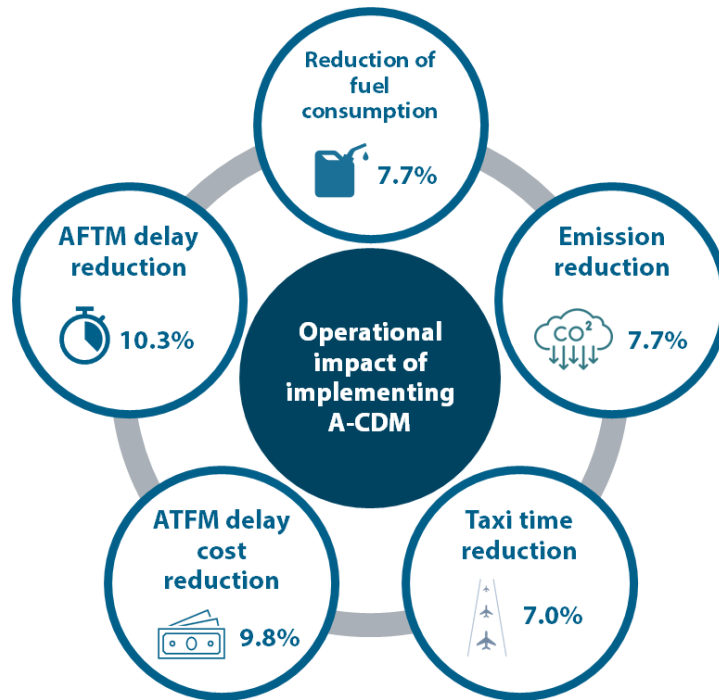 Reduction of
fuel
consumption
7.7%
AFTM delay
reduction
10.3%
Emission
reduction
CO²
7.7%
Operational
impact of
implementing
A-CDM
ATFM delay
cost
reduction
9.8%
Taxi time
reduction
7.0%